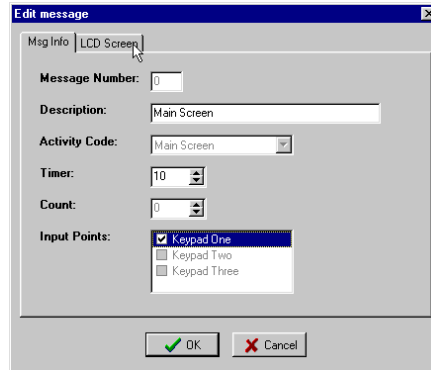 Edit message
Msg Info LCD Screen
Message Number: 0
Description: Main Screen
Activity Code: Main Screen
Timer: 10
Count: 0
Input Points: Keypad One
Keypad Two
Keypad Three
OK Cancel